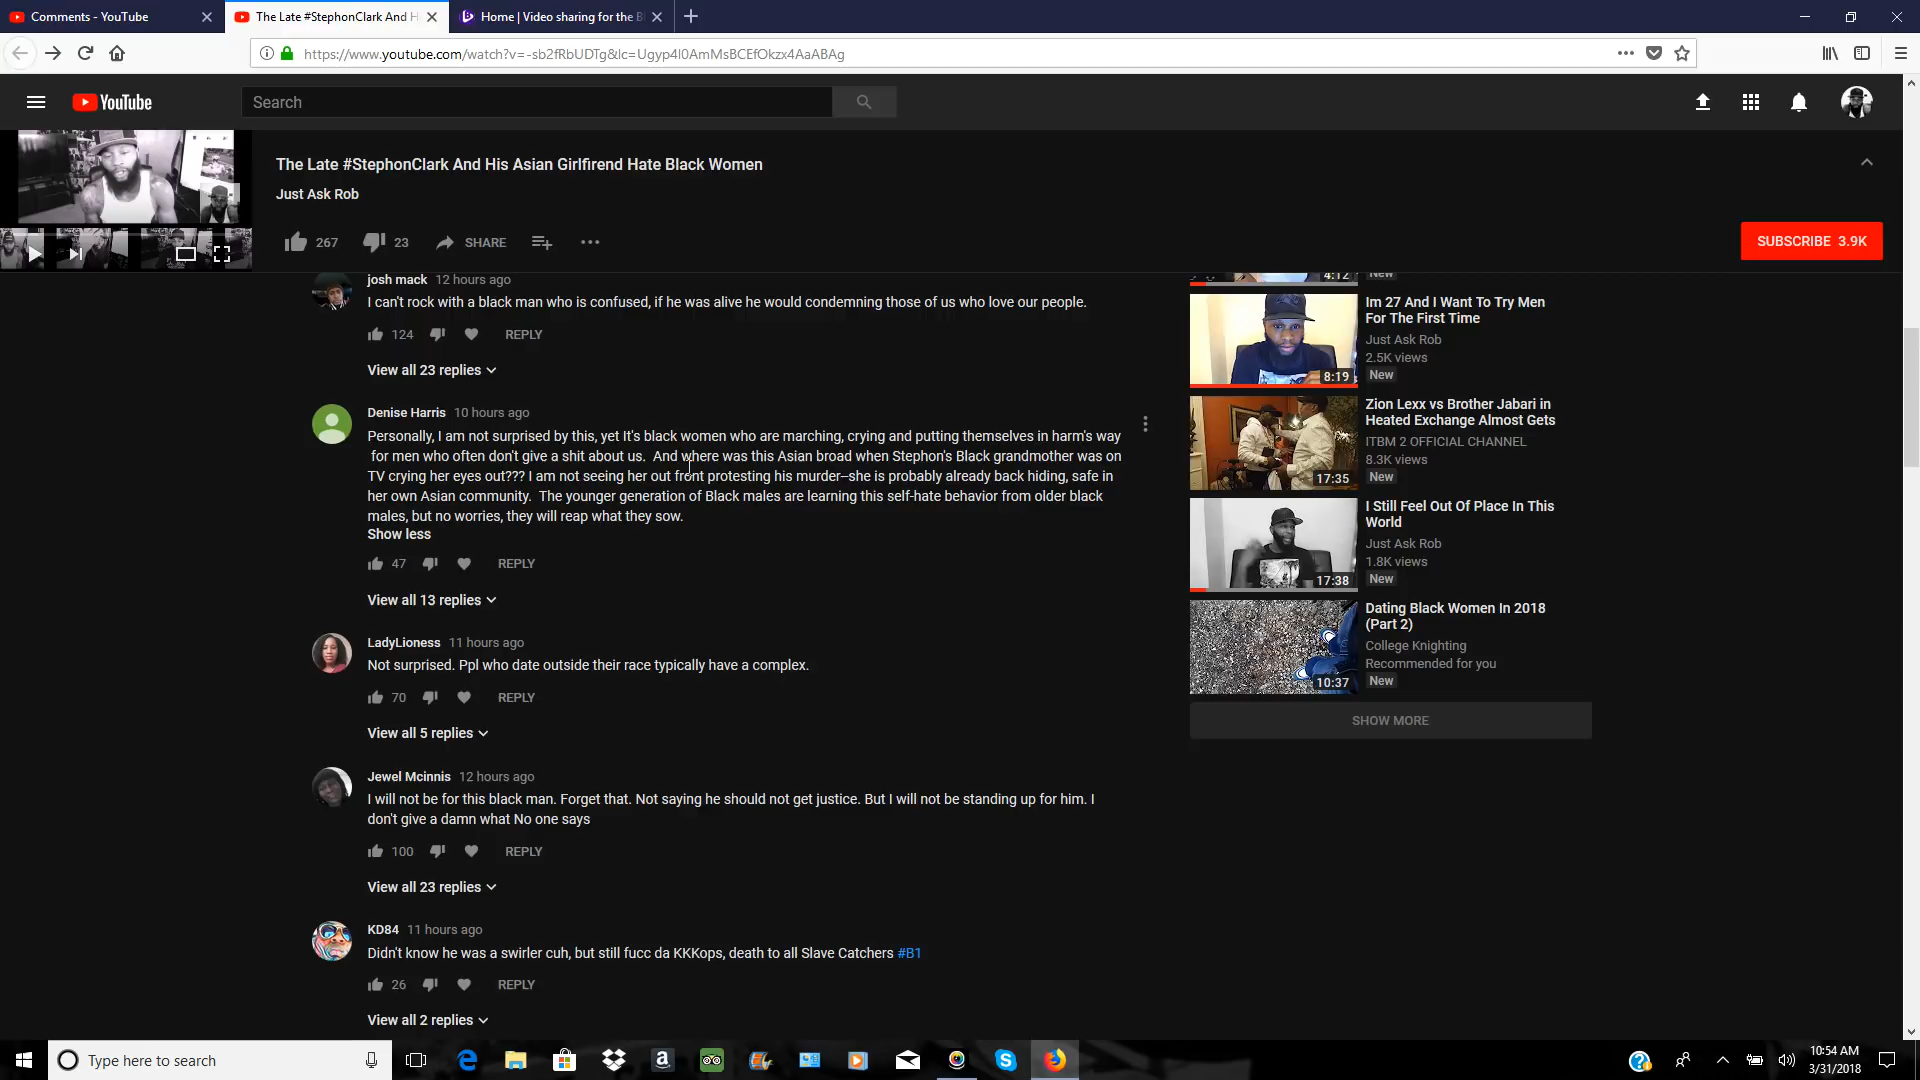 Comments - YouTube
The Late #StephonClark And H
Home | Video sharing for the B
https://www.youtube.com/watch?v=-sb2fRbUDTg&lc=Ugyp4l0AmMsBCEfOkzx4AaABAg
YouTube
Search
The Late #StephonClark And His Asian Girlfirend Hate Black Women
Just Ask Rob
267
23
SHARE
SUBSCRIBE 3.9K
josh mack 12 hours ago
I can't rock with a black man who is confused, if he was alive he would condemning those of us who love our people.
124
REPLY
View all 23 replies
Denise Harris 10 hours ago
Personally, I am not surprised by this, yet It's black women who are marching, crying and putting themselves in harm's way
for men who often don't give a shit about us. And where was this Asian broad when Stephon's Black grandmother was on
TV crying her eyes out??? I am not seeing her out front protesting his murder--she is probably already back hiding, safe in
her own Asian community. The younger generation of Black males are learning this self-hate behavior from older black
males, but no worries, they will reap what they sow.
Show less
47
REPLY
View all 13 replies
LadyLioness 11 hours ago
Not surprised. Ppl who date outside their race typically have a complex.
70
REPLY
View all 5 replies
Jewel Mcinnis 12 hours ago
I will not be for this black man. Forget that. Not saying he should not get justice. But I will not be standing up for him. I
don't give a damn what No one says
100
REPLY
View all 23 replies
KD84 11 hours ago
Didn't know he was a swirler cuh, but still fucc da KKKops, death to all Slave Catchers #B1
26
REPLY
View all 2 replies
4:12
New
Im 27 And I Want To Try Men
For The First Time
Just Ask Rob
2.5K views
New
8:19
Zion Lexx vs Brother Jabari in
Heated Exchange Almost Gets
ITBM 2 OFFICIAL CHANNEL
8.3K views
17:35
I Still Feel Out Of Place In This
World
Just Ask Rob
1.8K views
New
17:38
Dating Black Women In 2018
(Part 2)
College Knighting
Recommended for you
New
10:37
SHOW MORE
Type here to search
10:54 AM
3/31/2018